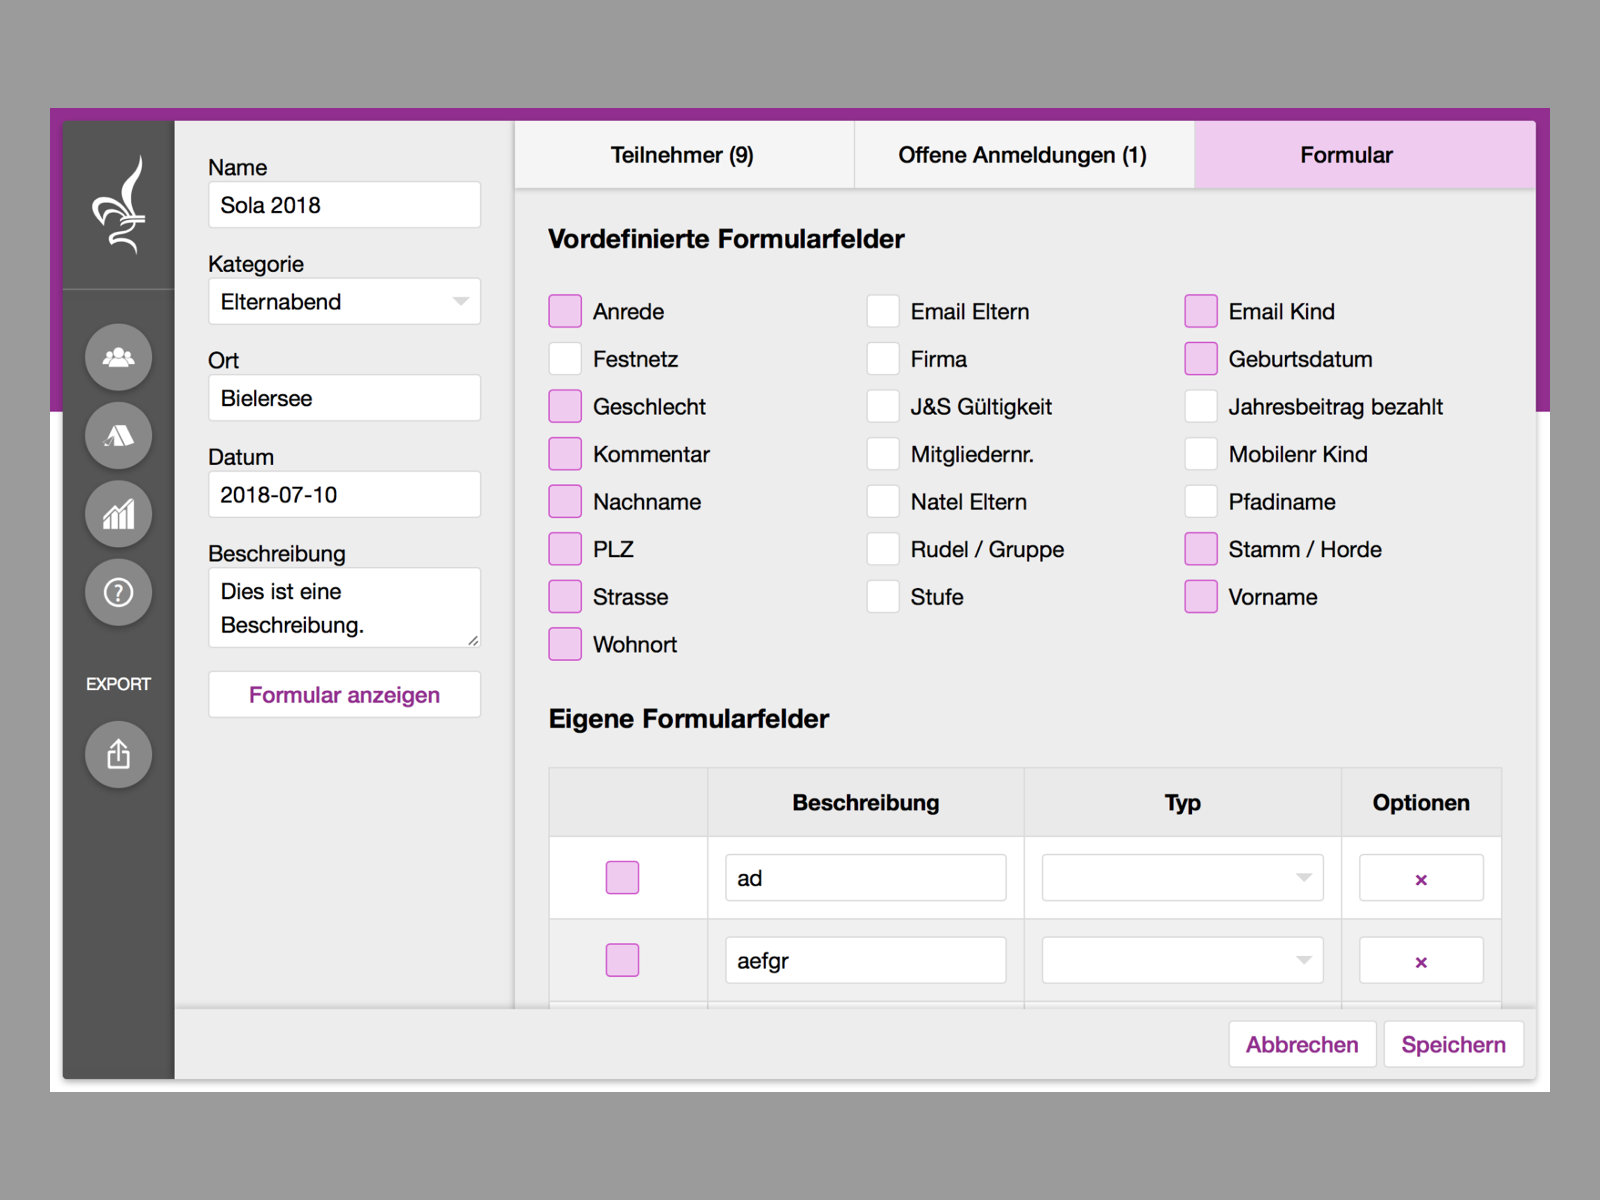 Name
Sola 2018
Kategorie
Elternabend
Ort
Bielersee
Datum
2018-07-10
Beschreibung
Dies ist eine
Beschreibung.
Formular anzeigen
EXPORT
Teilnehmer (9)
Offene Anmeldungen (1)
Formular
Vordefinierte Formularfelder
Anrede
Email Eltern
Email Kind
Festnetz
Firma
Geburtsdatum
Geschlecht
J&S Gültigkeit
Jahresbeitrag bezahlt
Kommentar
Mitgliedernr.
Mobilenr Kind
Nachname
Natel Eltern
Pfadiname
PLZ
Rudel / Gruppe
Stamm / Horde
Strasse
Stufe
Vorname
Wohnort
Eigene Formularfelder
Beschreibung
Typ
Optionen
ad
×
aefgr
×
Abbrechen
Speichern